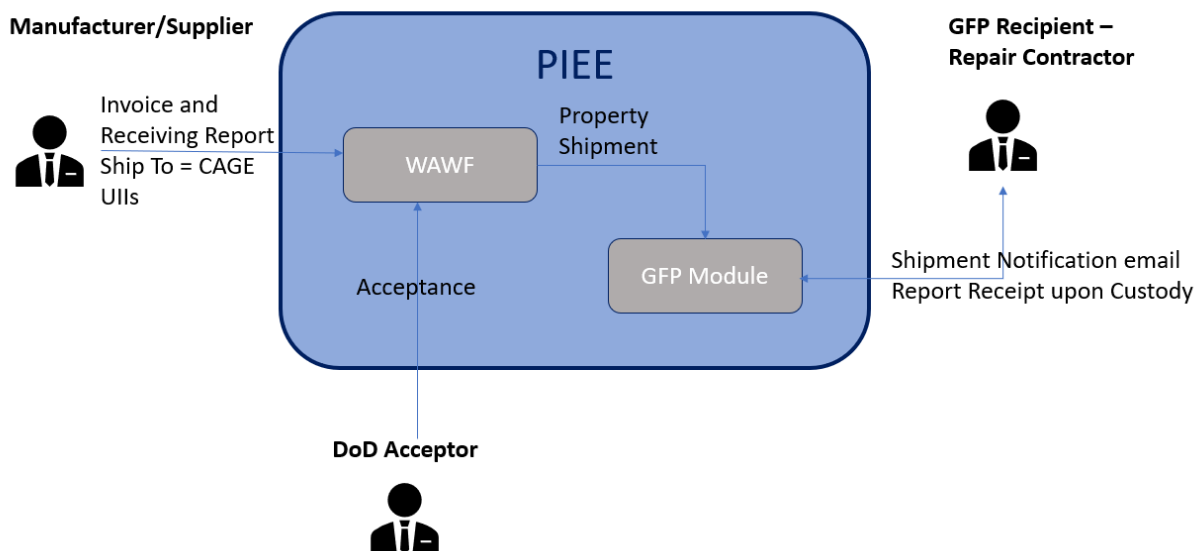 Manufacturer/Supplier
Invoice and
Receiving Report
Ship To = CAGE
UIIs
PIEE
WAWF
Property
Shipment
GFP Module
Acceptance
DoD Acceptor
GFP Recipient –
Repair Contractor
Shipment Notification email
Report Receipt upon Custody